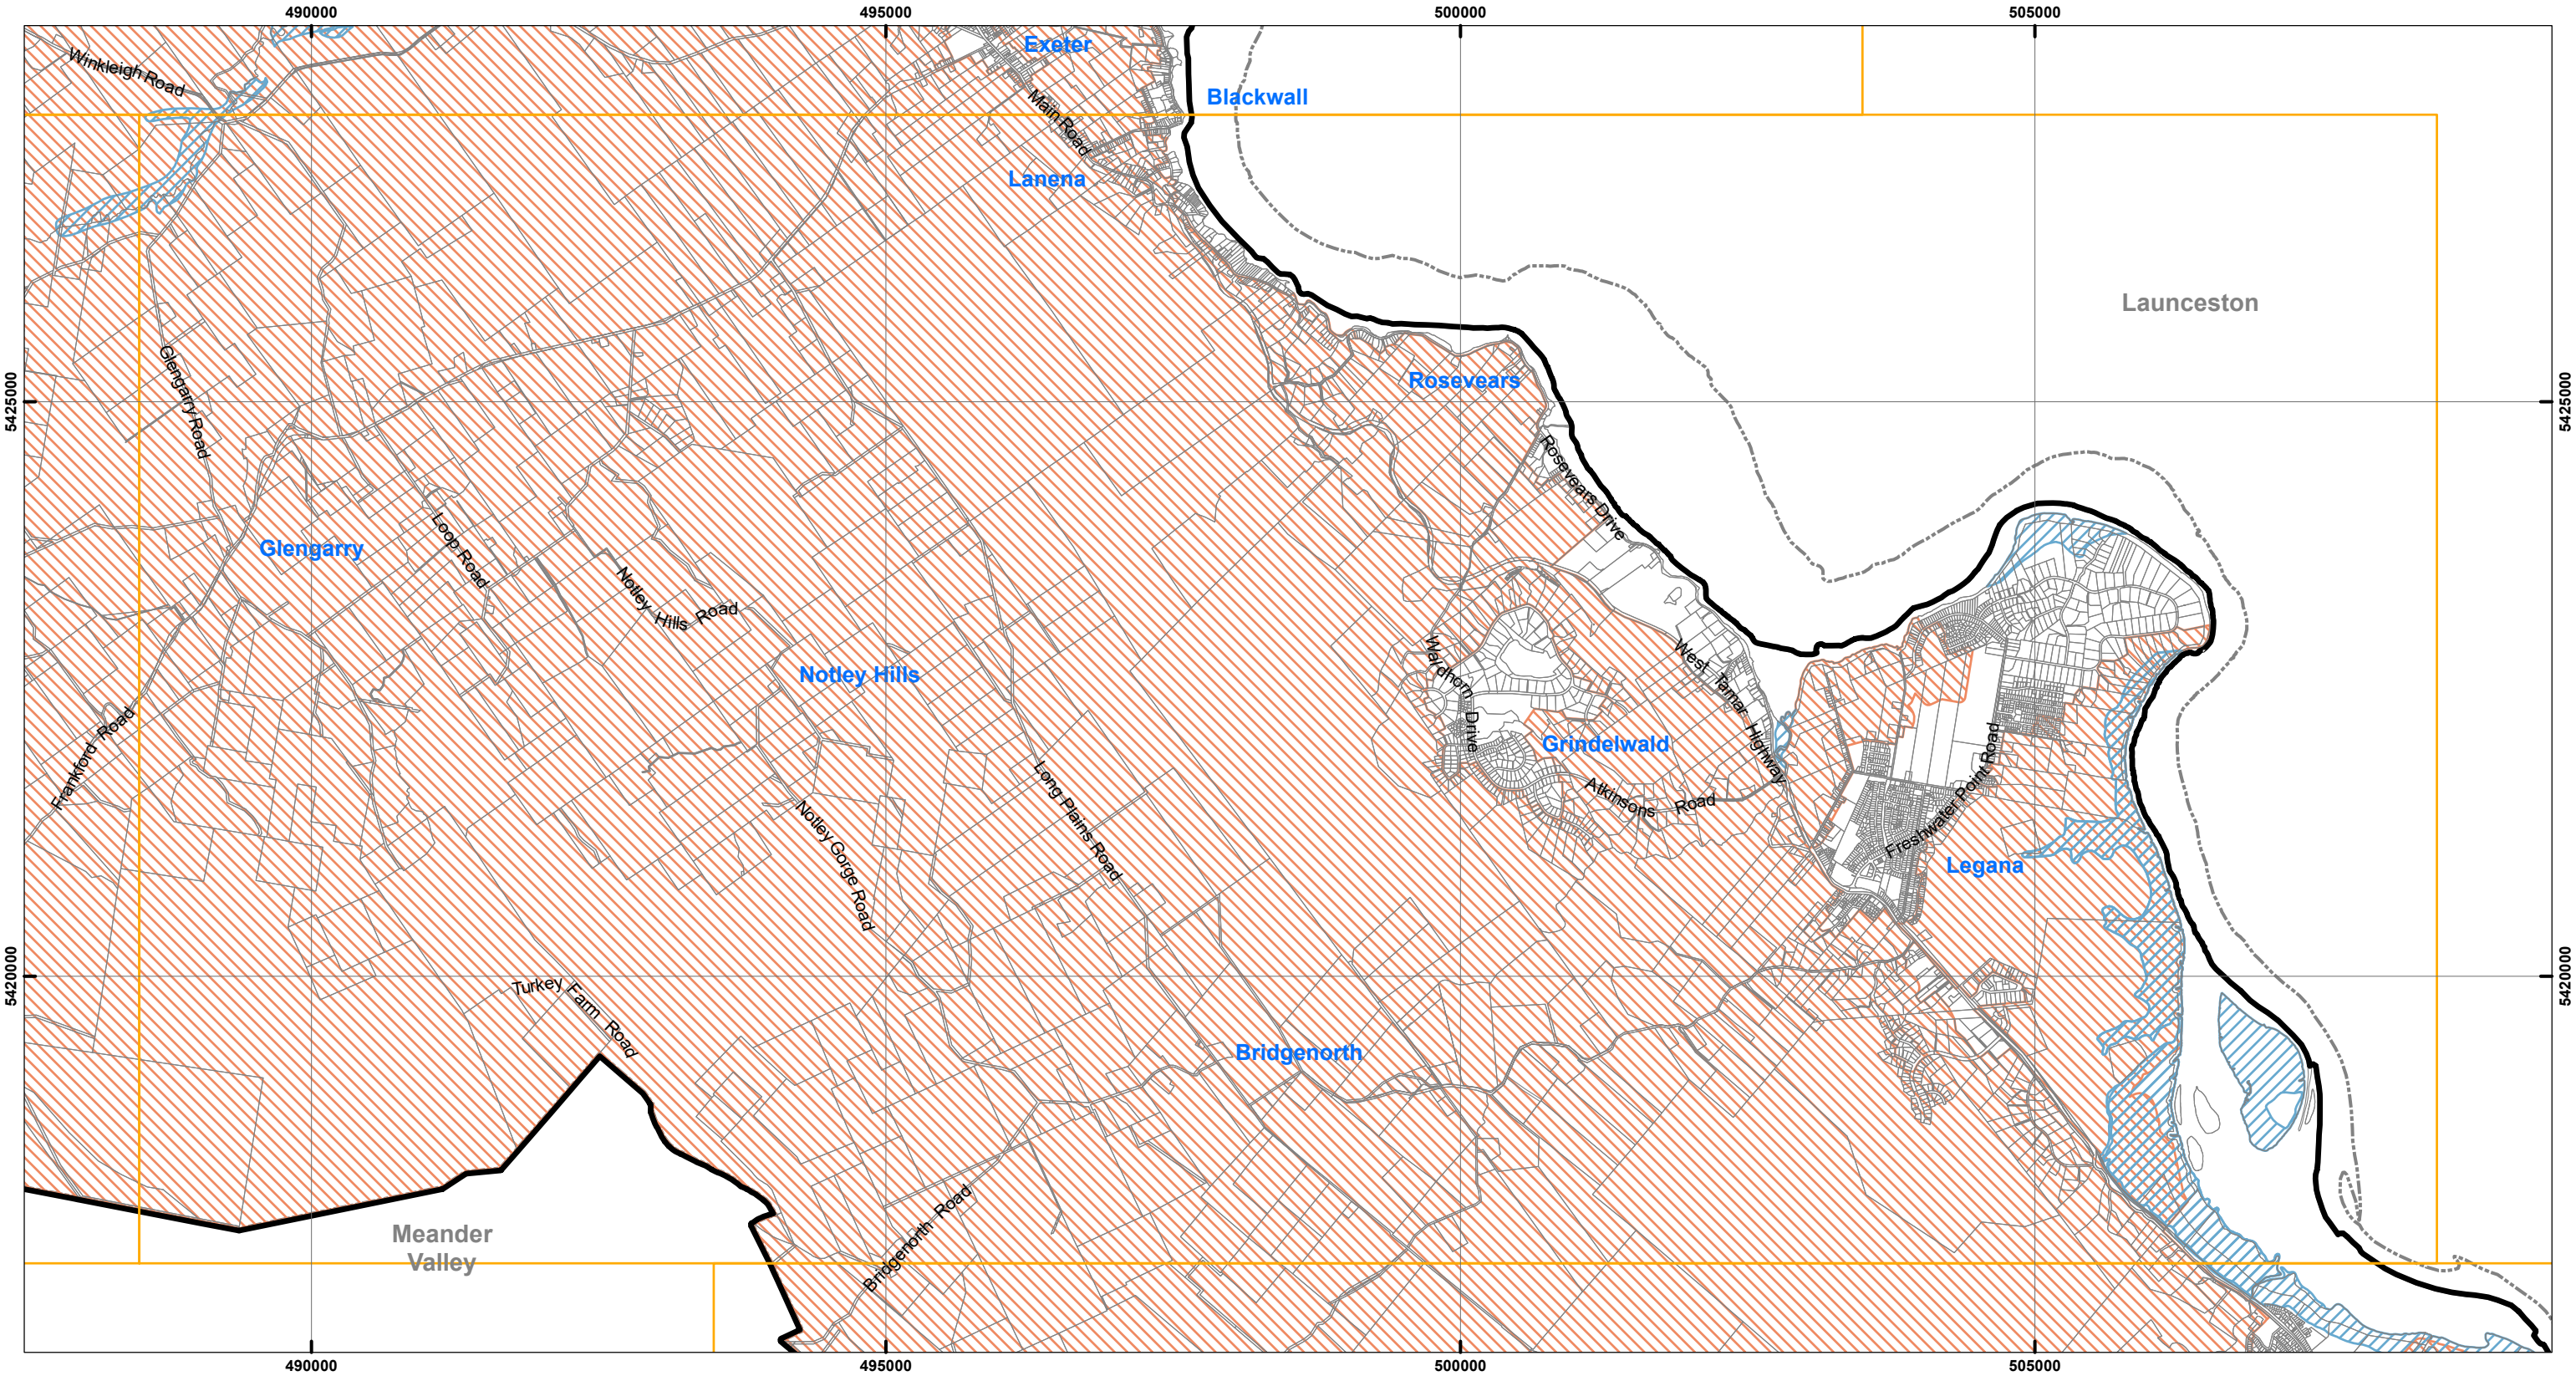 490000
495000
500000
505000
Exeter
Winkleigh Road
Blackwall
Main Road
Lanena
Launceston
Rosevears
5425000
5425000
Glengarry Road
Rosevears Drive
Loop Road
Glengarry
Notley Hills Road
Notley Hills
Waldhorn Drive
West Tamar Highway
Grindelwald
Frankford Road
Long Plains Road
Atkinsons Road
Freshwater Point Road
Notley Gorge Road
Legana
5420000
5420000
Turkey Farm Road
Bridgenorth
Bridgenorth Road
Meander
Valley
490000
495000
500000
505000